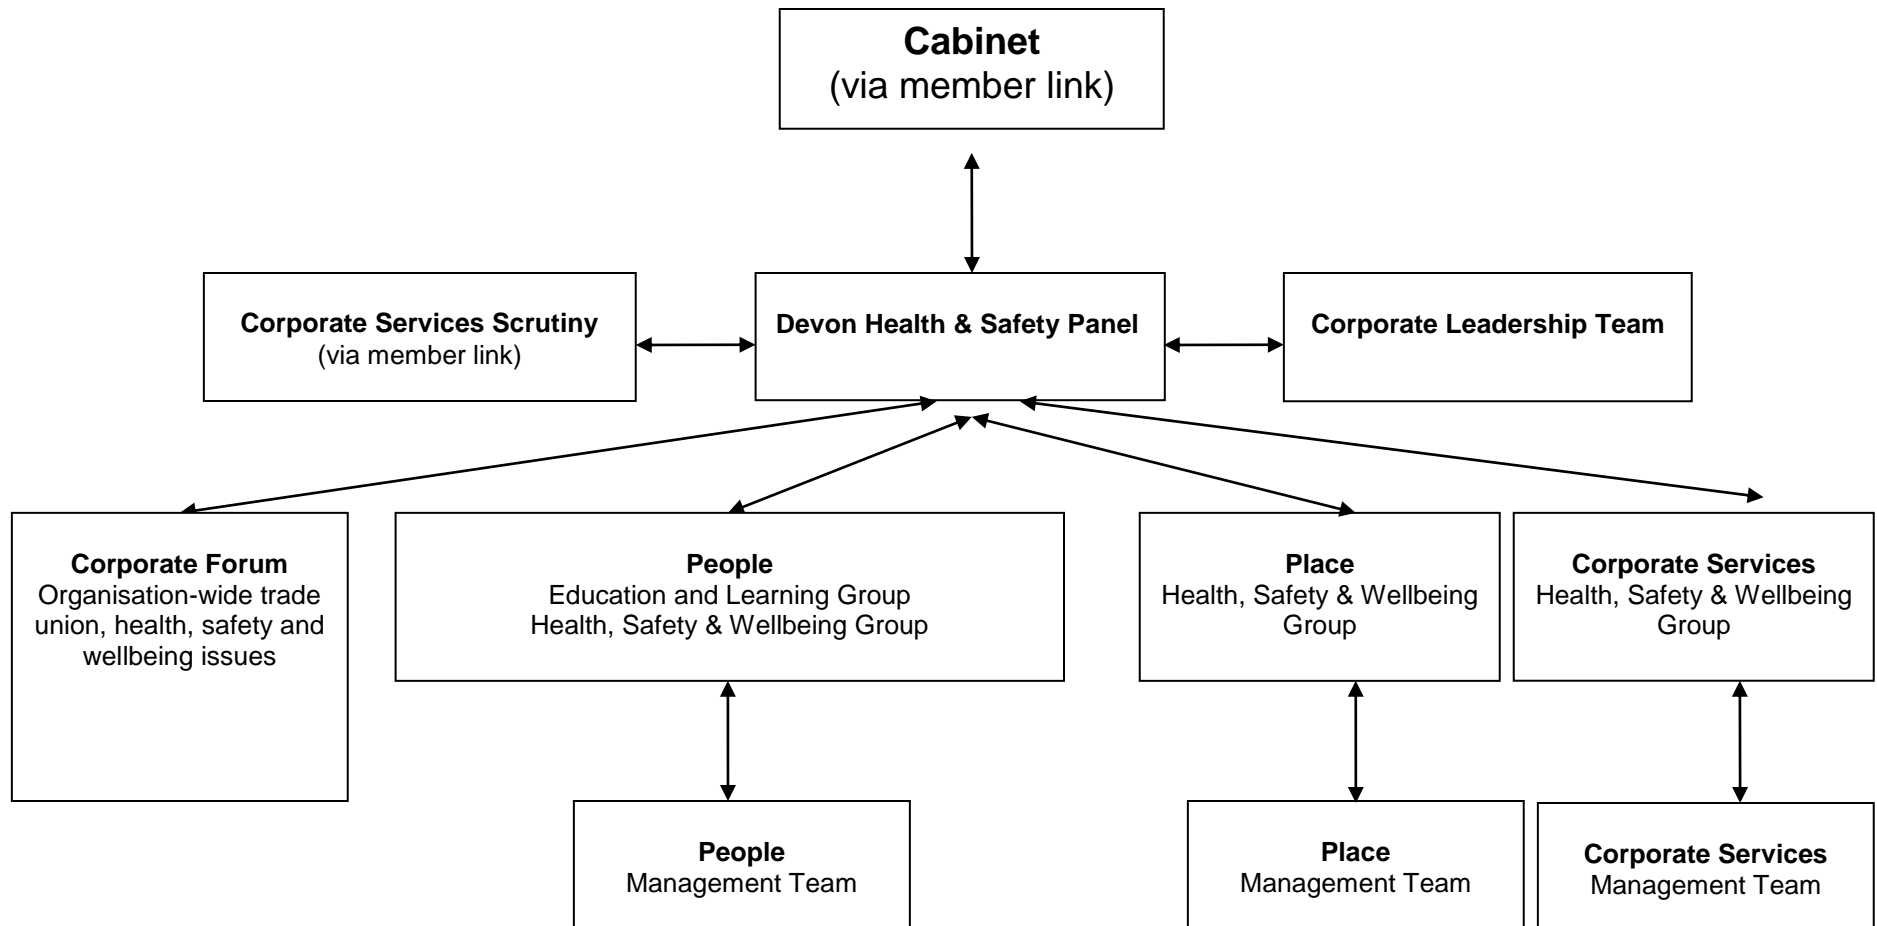 Cabinet
(via member link)
Corporate Services Scrutiny
(via member link)
Devon Health & Safety Panel
Corporate Leadership Team
Corporate Forum
Organisation-wide trade
union, health, safety and
wellbeing issues
People
Education and Learning Group
Health, Safety & Wellbeing Group
Place
Health, Safety & Wellbeing
Group
Corporate Services
Health, Safety & Wellbeing
Group
People
Management Team
Place
Management Team
Corporate Services
Management Team